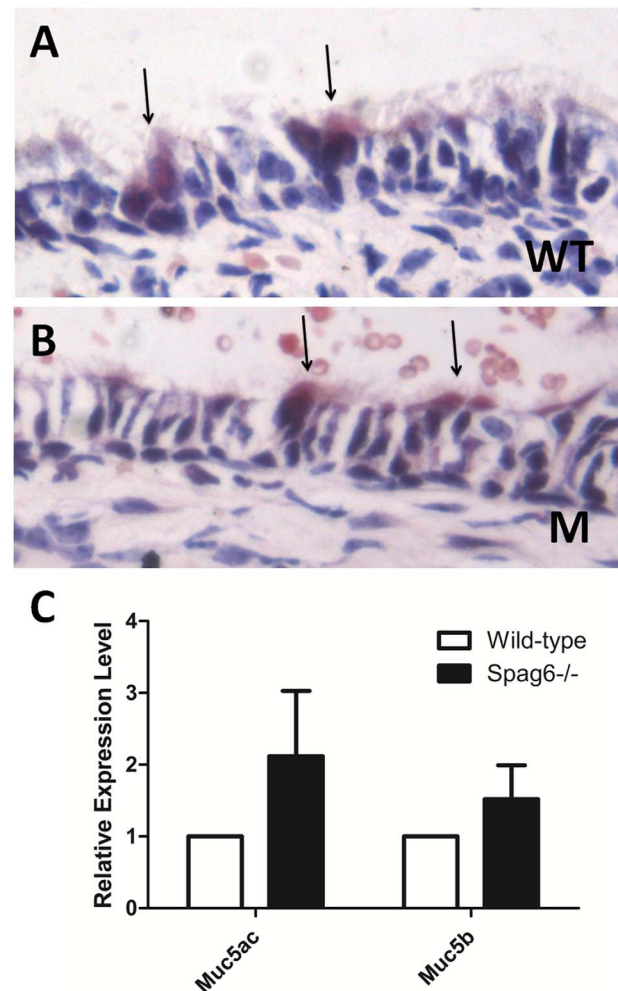 A
WT
B
M
C
4
3
2
1
0
Relative Expression Level
Wild-type
Spag6-/-
Muc5ac
Muc5b